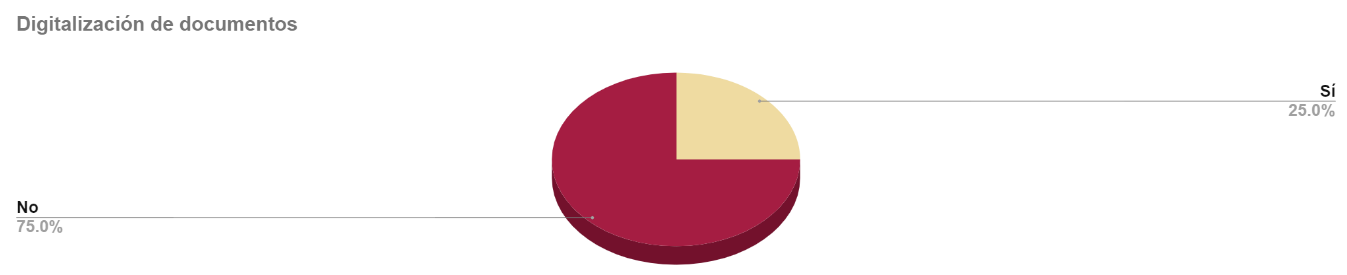 Digitalización de documentos
Sí
25.0%
No
75.0%